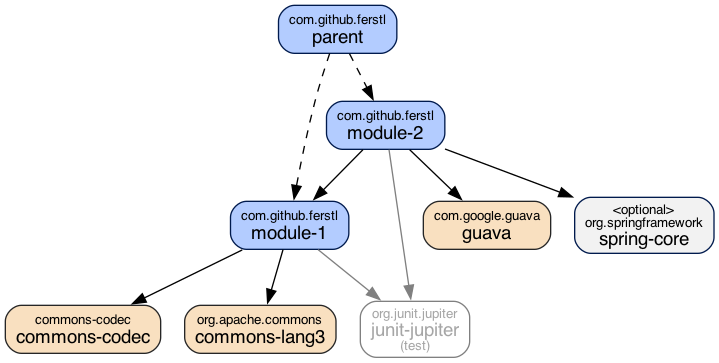 com.github.ferstl
parent
com.github.ferstl
module-2
com.github.ferstl
module-1
com.google.guava
guava
<optional>
org.springframework
spring-core
commons-codec
commons-codec
org.apache.commons
commons-lang3
org.junit.jupiter
junit-jupiter
(test)